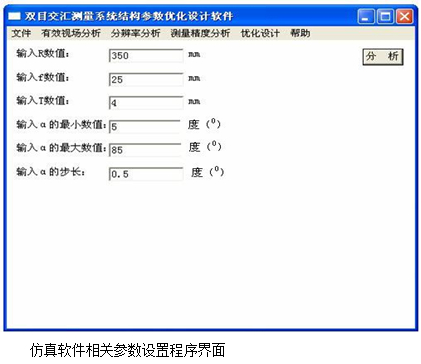 双目交汇测量系统结构参数优化设计软件
文件 有效视场分析 分辨率分析 测量精度分析 优化设计 帮助
输入R数值： 350 mm 分 析
输入f数值： 25 mm
输入T数值： 4 mm
输入α的最小数值： 5 度（⁰）
输入α的最大数值： 85 度（⁰）
输入α的步长： 0.5 度（⁰）
仿真软件相关参数设置程序界面